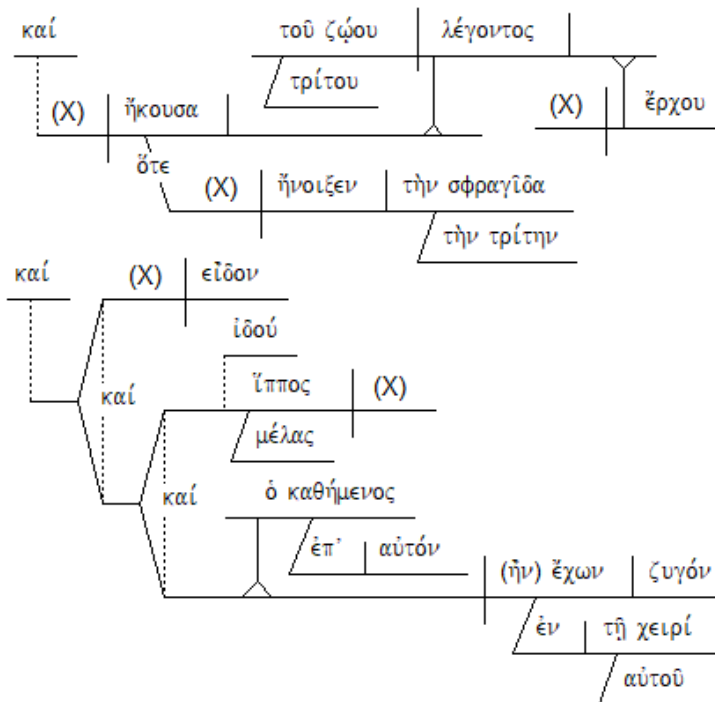 καί τοῦ ζῴου λέγοντος
τρίτου
(X) ἤκουσα (X) ἔρχου
ὅτε
(X) ἤνοιξεν τὴν σφραγῖδα
τὴν τρίτην
καί (X) εἶδον
ἰδού
καί ἵππος (X)
μέλας
καί ὁ καθήμενος
ἐπ' αὐτόν
(ἦν) ἔχων ζυγόν
ἐν τῇ χειρί
αὐτοῦ